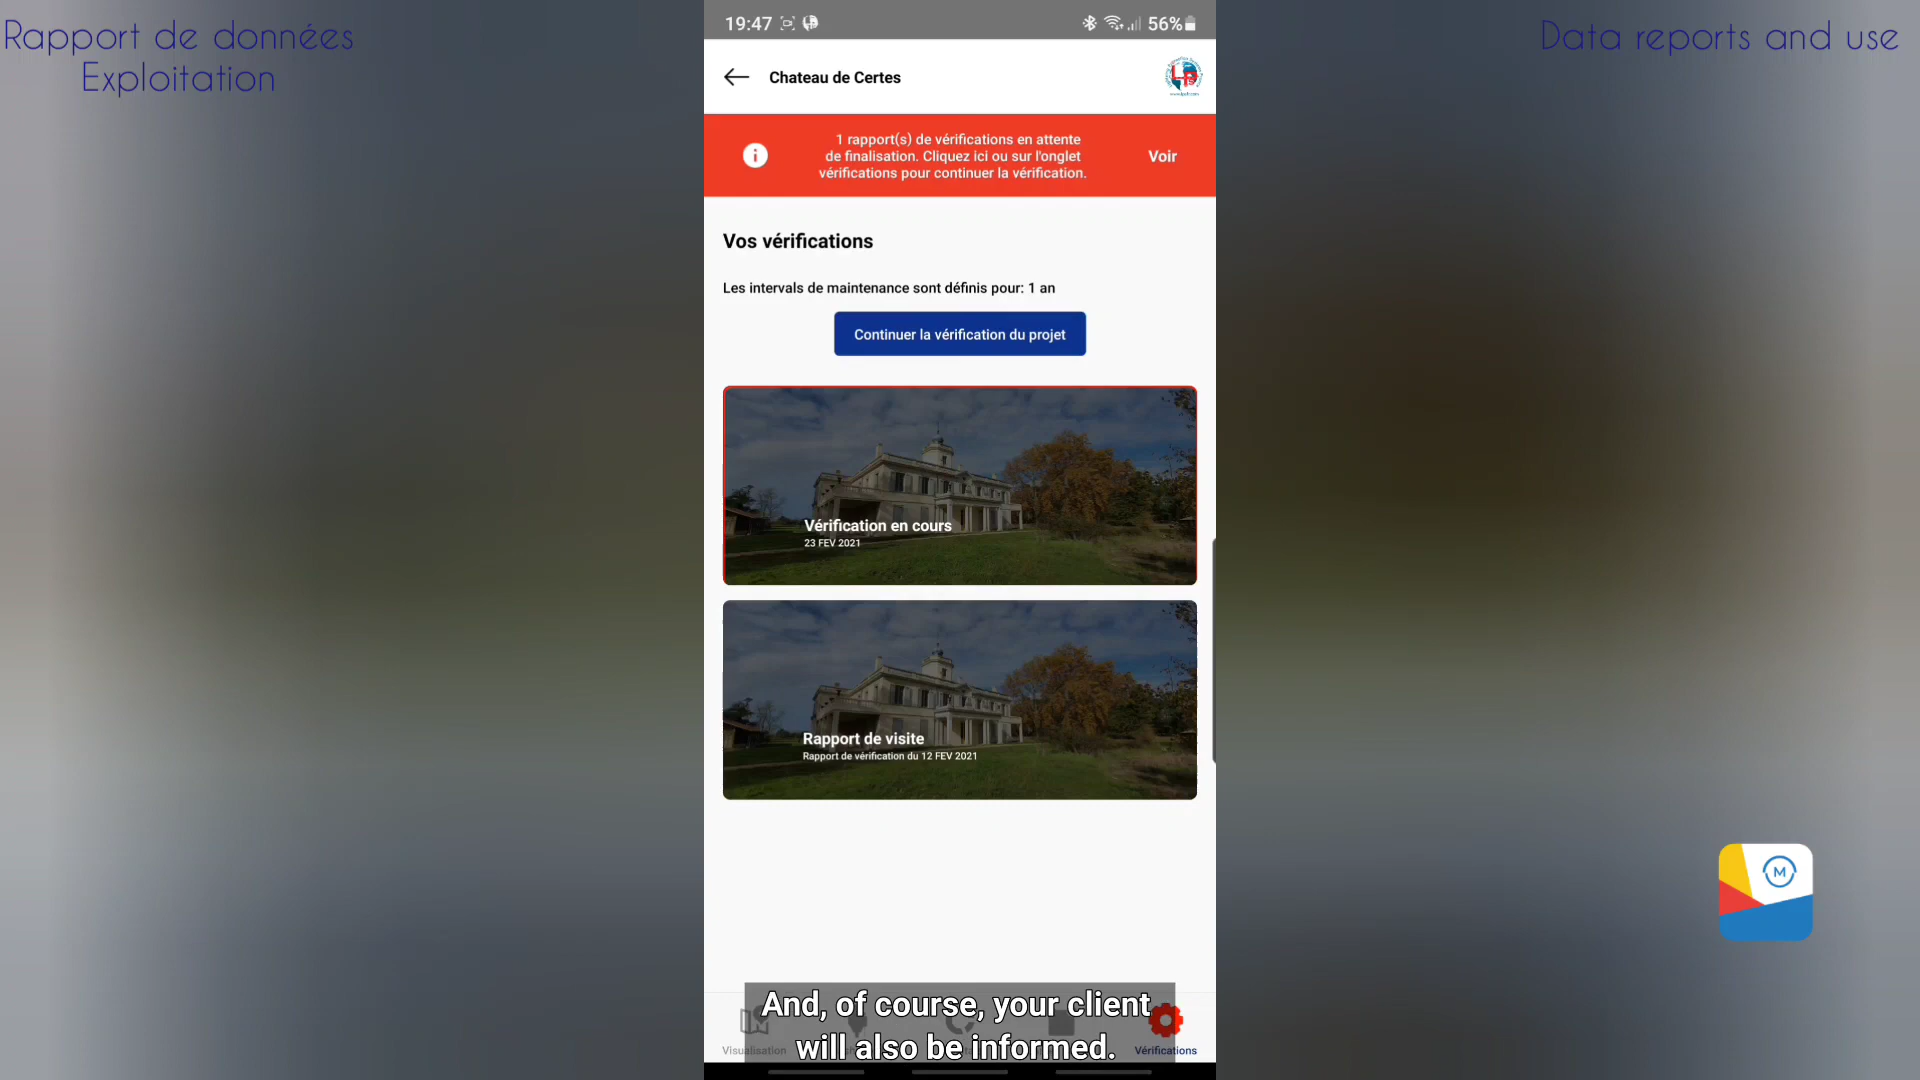 Rapport de données
Exploitation
Data reports and use
19:47
56%
Chateau de Certes
1 rapport(s) de vérifications en attente
de finalisation. Cliquez ici ou sur l'onglet
vérifications pour continuer la vérification.
Voir
Vos vérifications
Les intervals de maintenance sont définis pour: 1 an
Continuer la vérification du projet
Vérification en cours
23 FEV 2021
Rapport de visite
Rapport de vérification du 12 FEV 2021
M
And, of course, your client
will also be informed.
Visualisation
Vérifications